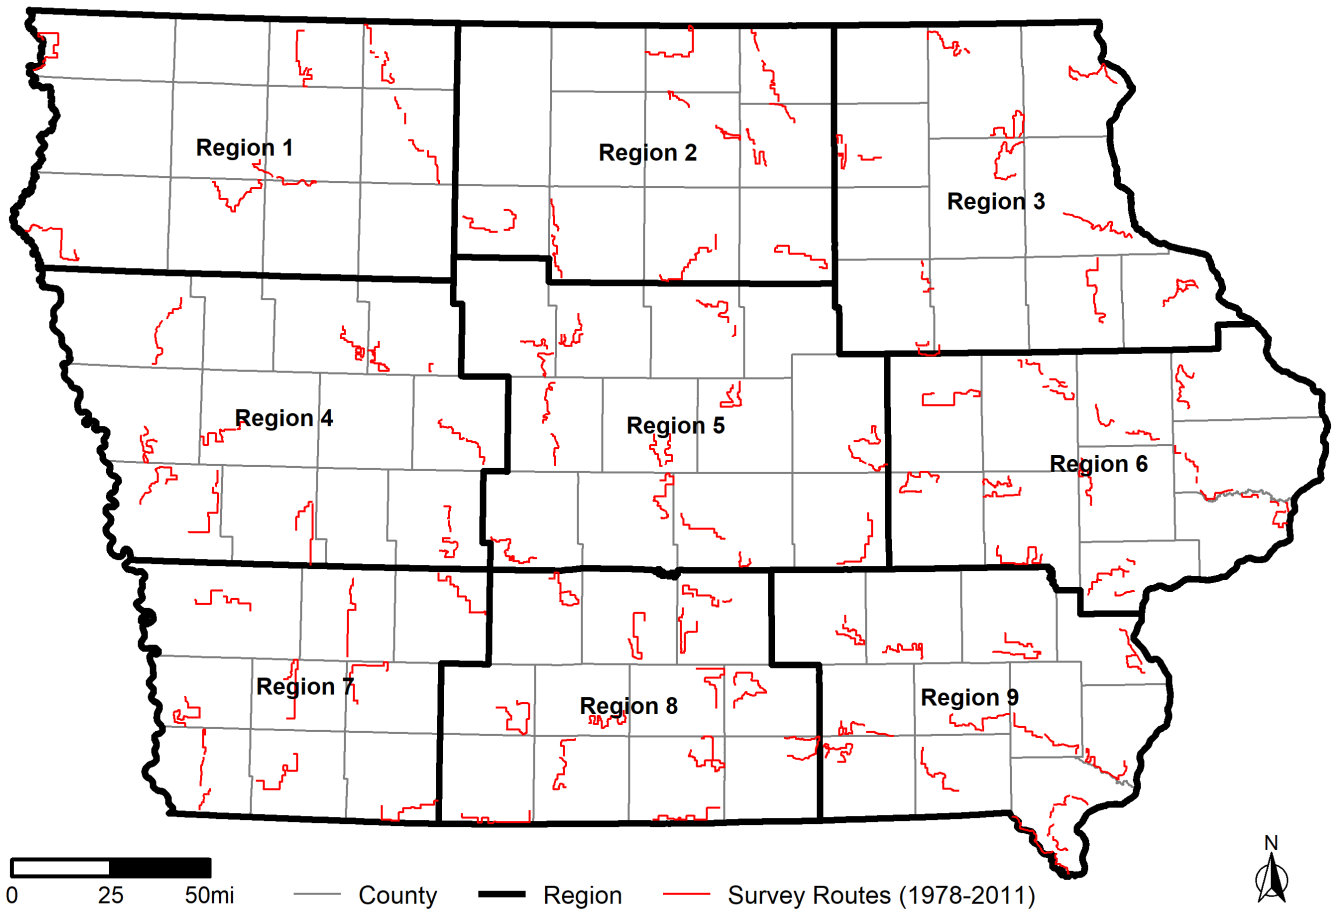 Region 1
Region 2
Region 3
Region 4
Region 5
Region 6
Region 7
Region 8
Region 9
N
0 25 50mi County Region Survey Routes (1978-2011)